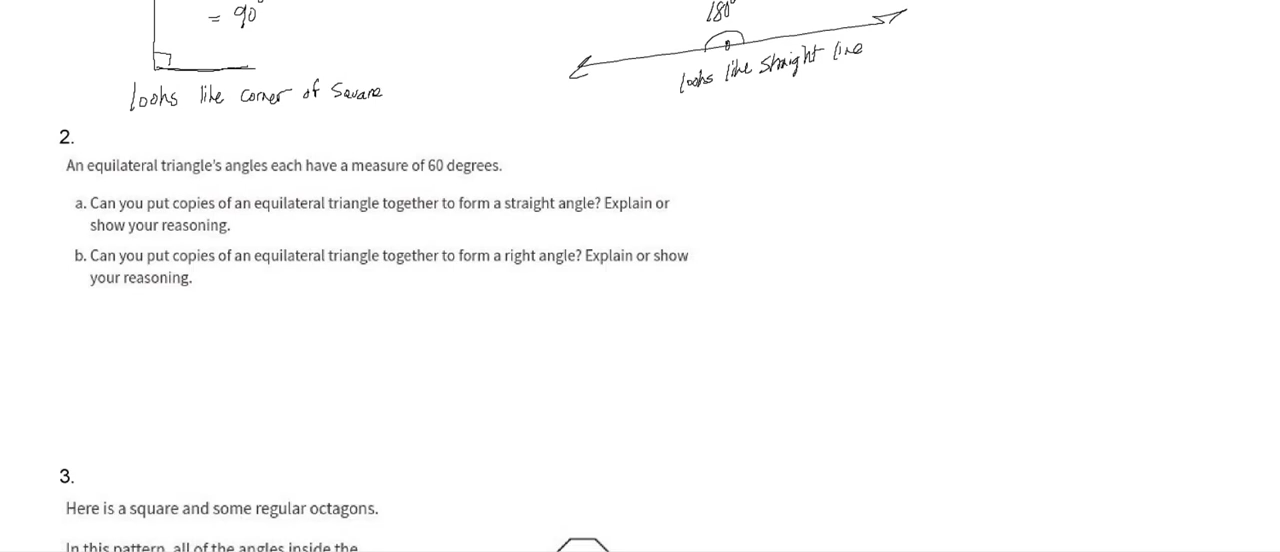 = 90°
180°
looks like straight line
looks like corner of Square
2.
An equilateral triangle's angles each have a measure of 60 degrees.
a. Can you put copies of an equilateral triangle together to form a straight angle? Explain or
show your reasoning.
b. Can you put copies of an equilateral triangle together to form a right angle? Explain or show
your reasoning.
3.
Here is a square and some regular octagons.
In this pattern, all of the angles inside the